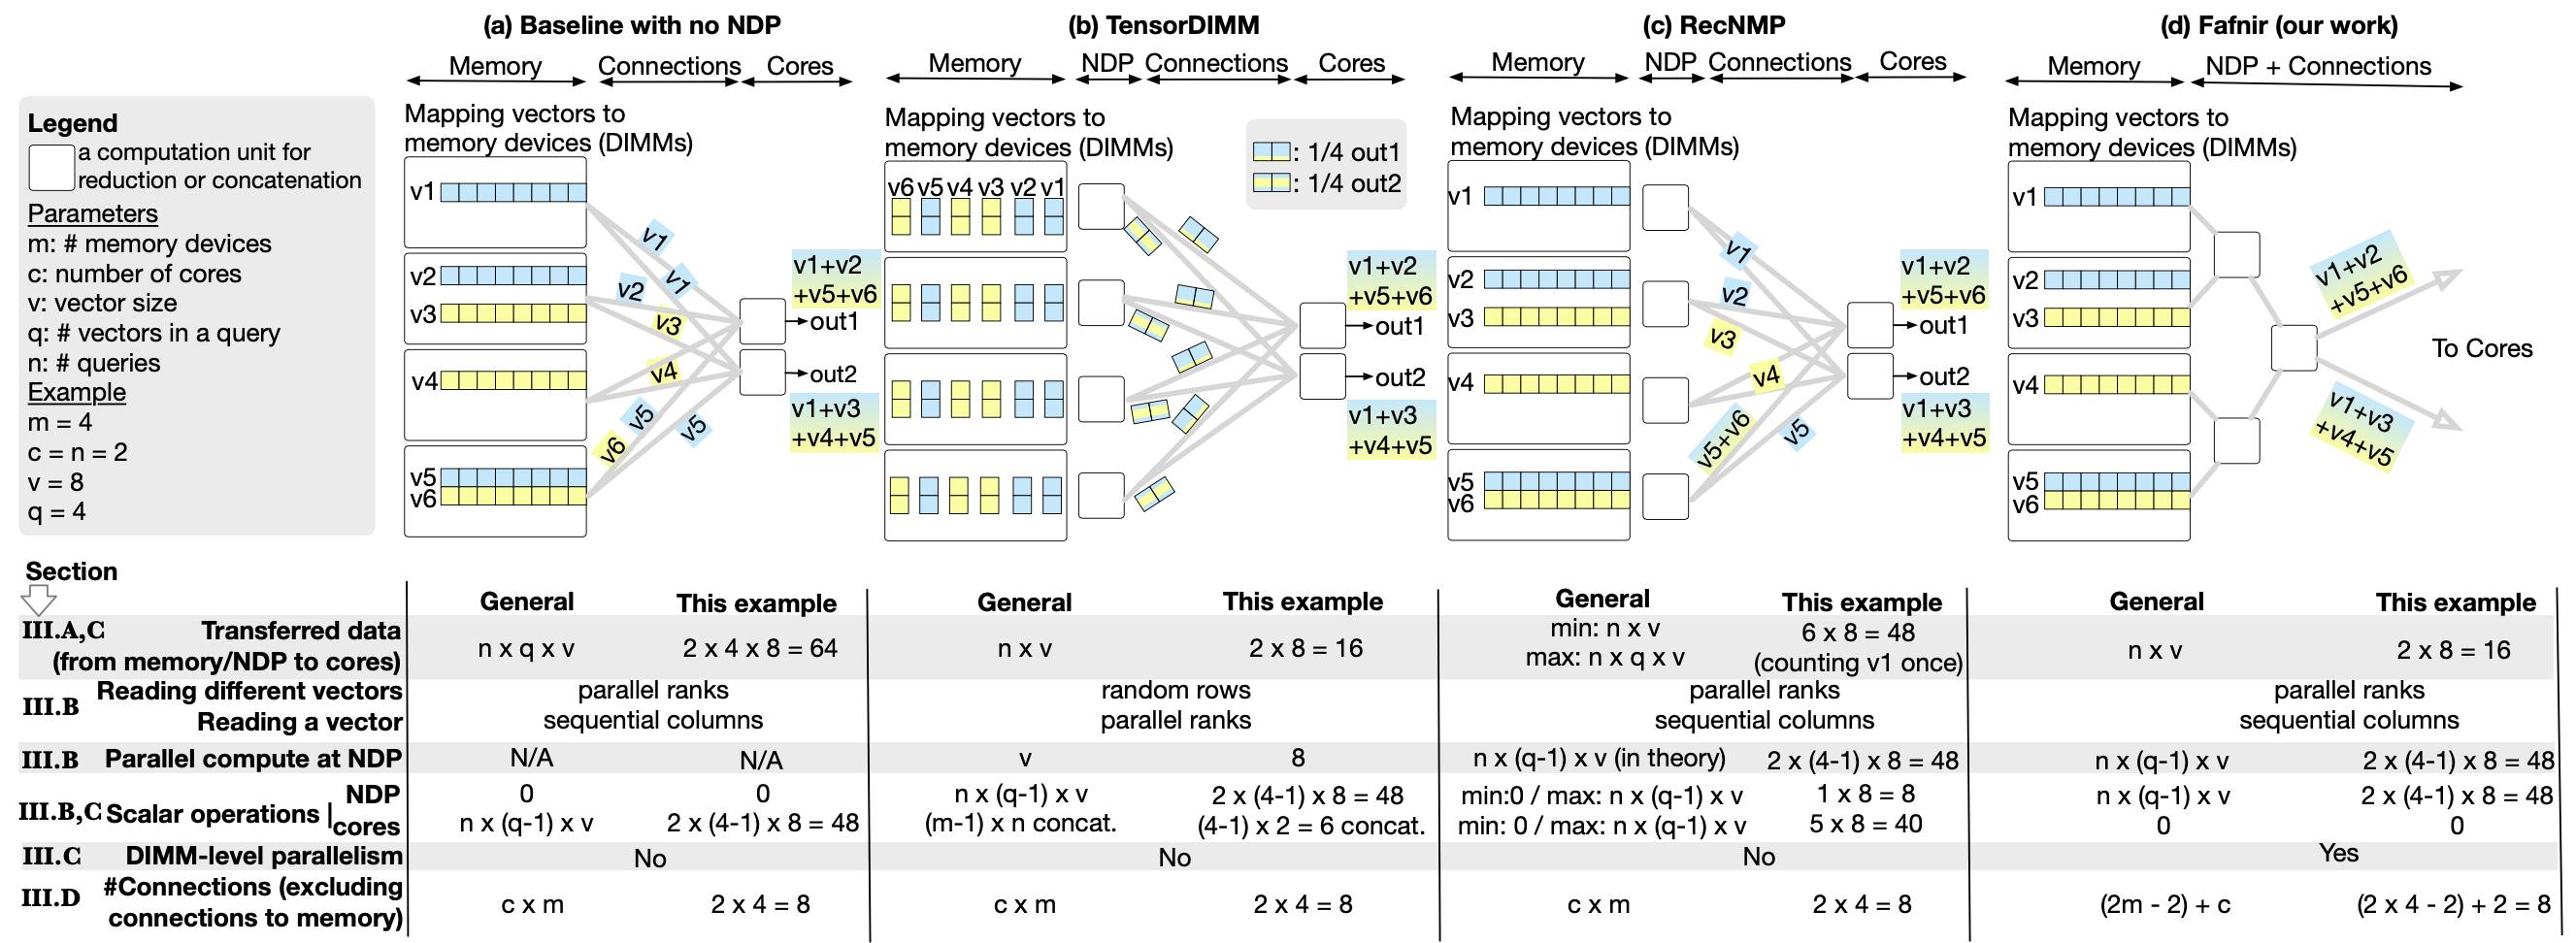 (a) Baseline with no NDP
Memory
Connections
Cores
Mapping vectors to
memory devices (DIMMs)
v1
v2
v3
v4
v5
v6
v1
v1
v2
v3
v4
v5
v6
v5
v1+v2
+v5+v6
out1
out2
v1+v3
+v4+v5
(b) TensorDIMM
Memory
NDP
Connections
Cores
Mapping vectors to
memory devices (DIMMs)
v6 v5 v4 v3 v2 v1
: 1/4 out1
: 1/4 out2
v1+v2
+v5+v6
out1
out2
v1+v3
+v4+v5
(c) RecNMP
Memory
NDP
Connections
Cores
Mapping vectors to
memory devices (DIMMs)
v1
v2
v3
v4
v5
v6
v1
v2
v3
v4
v5+v6
v5
v1+v2
+v5+v6
out1
out2
v1+v3
+v4+v5
(d) Fafnir (our work)
Memory
NDP + Connections
Mapping vectors to
memory devices (DIMMs)
v1
v2
v3
v4
v5
v6
v1+v2
+v5+v6
To Cores
v1+v3
+v4+v5
Legend
a computation unit for
reduction or concatenation
Parameters
m: # memory devices
c: number of cores
v: vector size
q: # vectors in a query
n: # queries
Example
m = 4
c = n = 2
v = 8
q = 4
Section
General This example General This example General This example General This example
III.A,C Transferred data
(from memory/NDP to cores)
n x q x v 2 x 4 x 8 = 64 n x v 2 x 8 = 16
min: n x v
max: n x q x v
6 x 8 = 48
(counting v1 once)
n x v 2 x 8 = 16
III.B
Reading different vectors parallel ranks random rows parallel ranks parallel ranks
Reading a vector sequential columns parallel ranks sequential columns sequential columns
III.B Parallel compute at NDP N/A N/A v 8 n x (q-1) x v (in theory) 2 x (4-1) x 8 = 48 n x (q-1) x v 2 x (4-1) x 8 = 48
III.B,C Scalar operations |
NDP 0 0 n x (q-1) x v 2 x (4-1) x 8 = 48 min:0 / max: n x (q-1) x v 1 x 8 = 8 n x (q-1) x v 2 x (4-1) x 8 = 48
cores n x (q-1) x v 2 x (4-1) x 8 = 48 (m-1) x n concat. (4-1) x 2 = 6 concat. min: 0 / max: n x (q-1) x v 5 x 8 = 40 0 0
III.C DIMM-level parallelism No No No Yes
III.D #Connections (excluding
connections to memory)
c x m 2 x 4 = 8 c x m 2 x 4 = 8 c x m 2 x 4 = 8 (2m - 2) + c (2 x 4 - 2) + 2 = 8